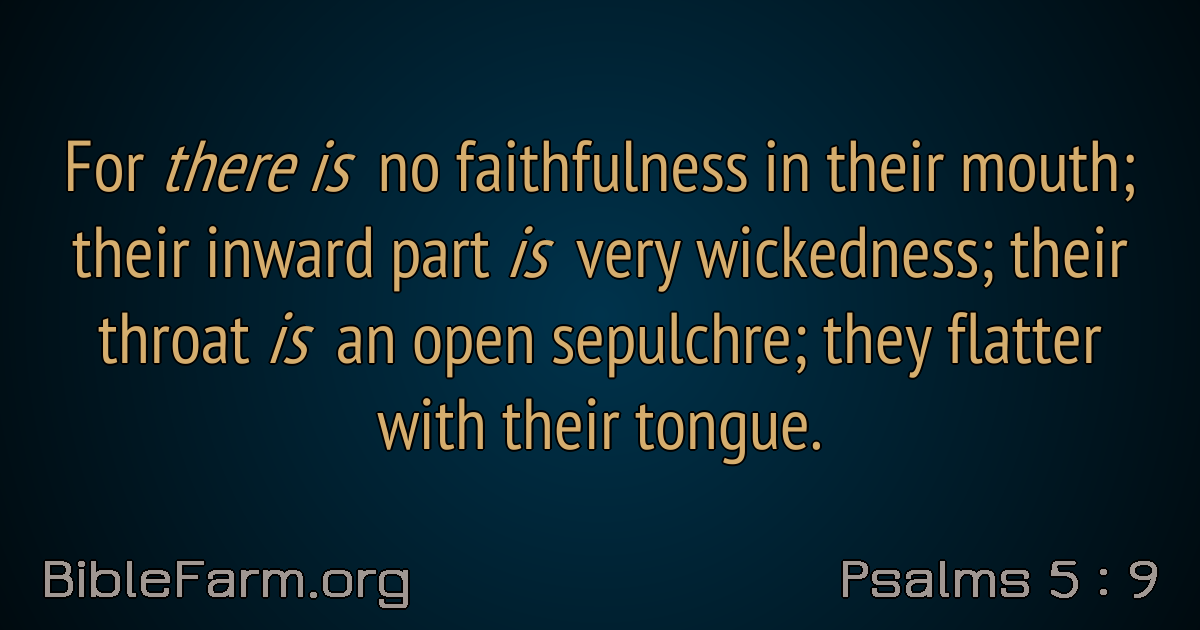 For there is no faithfulness in their mouth;
their inward part is very wickedness; their
throat is an open sepulchre; they flatter
with their tongue.
BibleFarm.org
Psalms 5 : 9